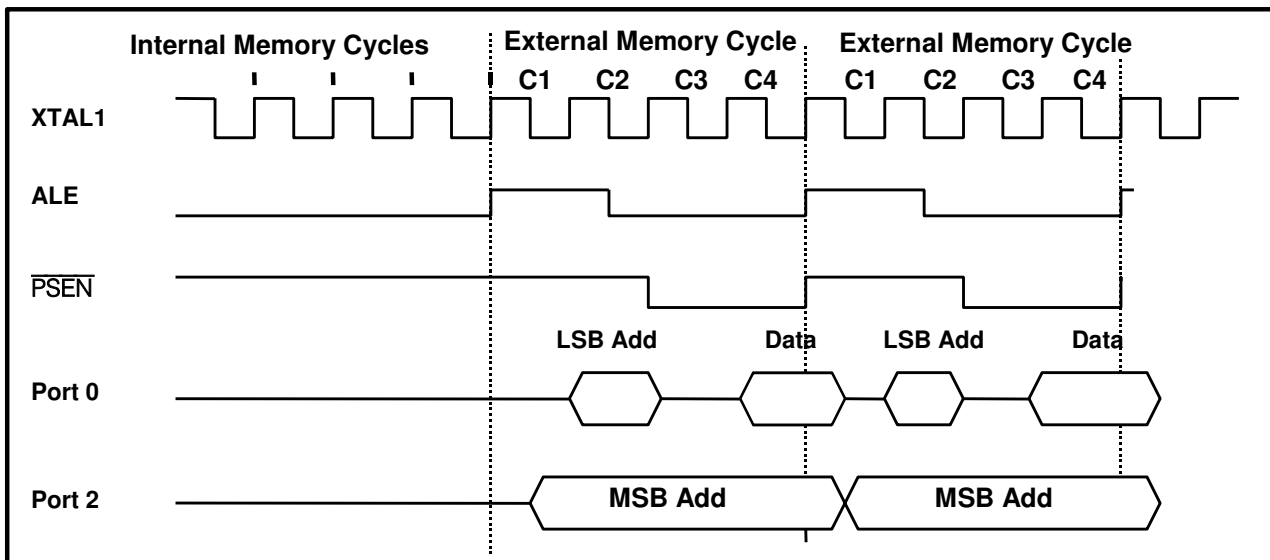 Internal Memory Cycles External Memory Cycle External Memory Cycle
C1 C2 C3 C4 C1 C2 C3 C4
XTAL1
ALE
PSEN
LSB Add Data LSB Add Data
Port 0
Port 2 MSB Add MSB Add